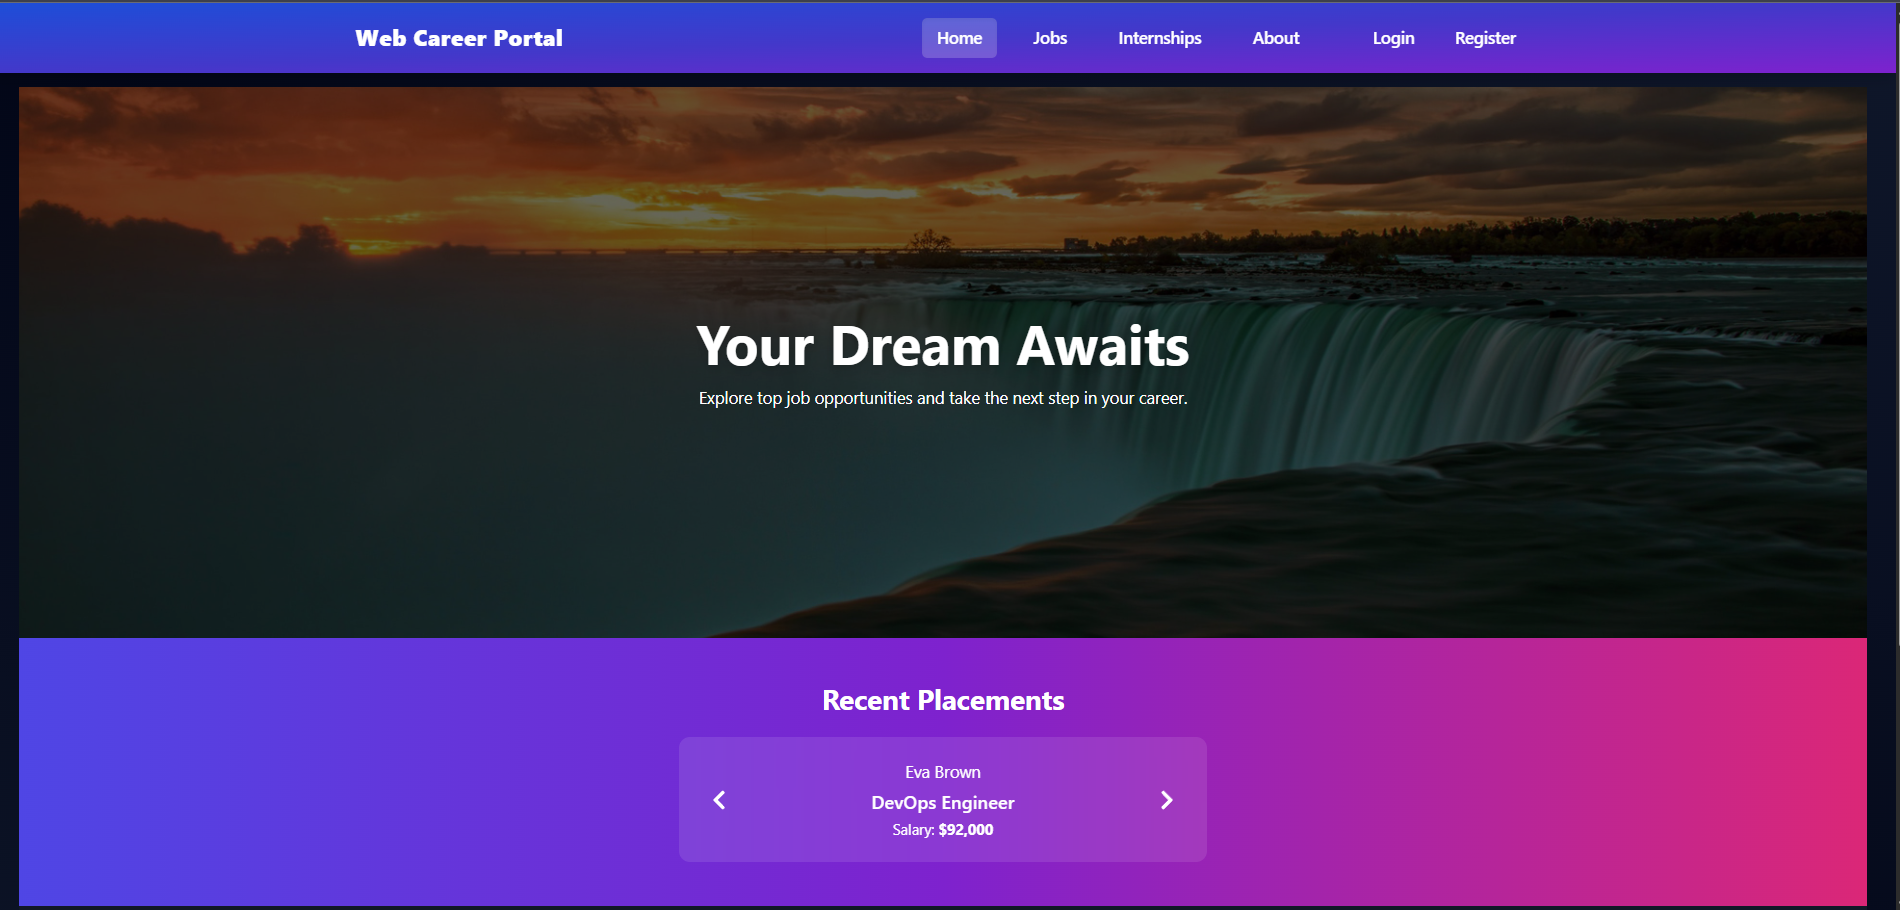 Web Career Portal
Home Jobs Internships About Login Register
Your Dream Awaits
Explore top job opportunities and take the next step in your career.
Recent Placements
Eva Brown
DevOps Engineer
Salary: $92,000